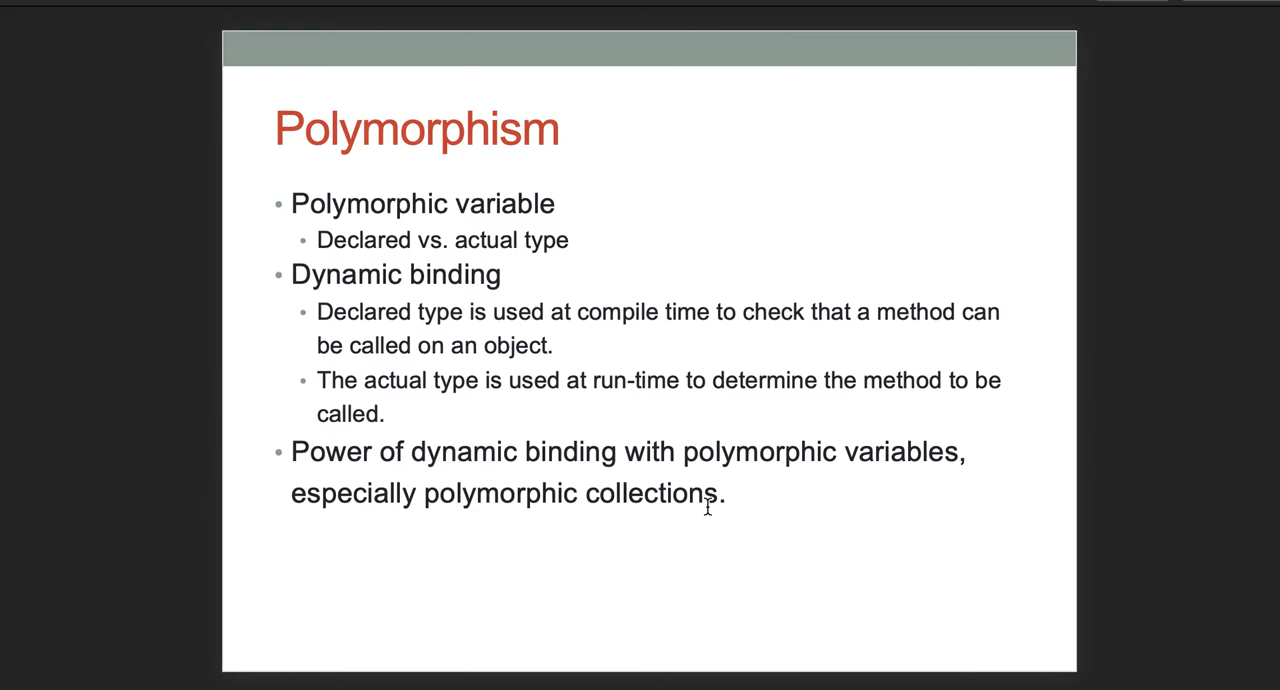 Polymorphism
• Polymorphic variable
• Declared vs. actual type
• Dynamic binding
• Declared type is used at compile time to check that a method can
be called on an object.
• The actual type is used at run-time to determine the method to be
called.
• Power of dynamic binding with polymorphic variables,
especially polymorphic collections.